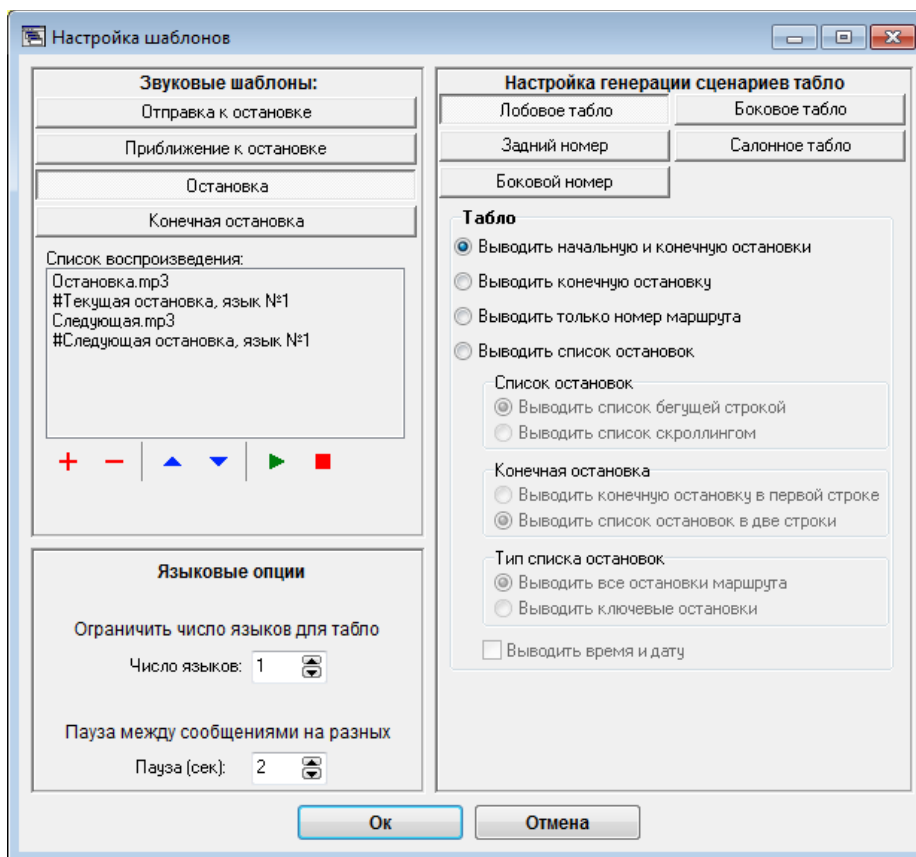 Настройка шаблонов
Звуковые шаблоны:
Отправка к остановке
Приближение к остановке
Остановка
Конечная остановка
Список воспроизведения:
Остановка.mp3
#Текущая остановка, язык №1
Следующая.mp3
#Следующая остановка, язык №1
Языковые опции
Ограничить число языков для табло
Число языков: 1
Пауза между сообщениями на разных
Пауза (сек): 2
Настройка генерации сценариев табло
Лобовое табло Боковое табло
Задний номер Салонное табло
Боковой номер
Табло
Выводить начальную и конечную остановки
Выводить конечную остановку
Выводить только номер маршрута
Выводить список остановок
Список остановок
Выводить список бегущей строкой
Выводить список скроллингом
Конечная остановка
Выводить конечную остановку в первой строке
Выводить список остановок в две строки
Тип списка остановок
Выводить все остановки маршрута
Выводить ключевые остановки
Выводить время и дату
Ок Отмена